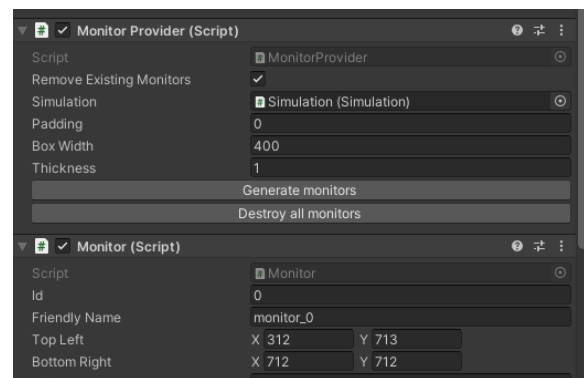 # Monitor Provider (Script)
Script # MonitorProvider
Remove Existing Monitors
Simulation # Simulation (Simulation)
Padding 0
Box Width 400
Thickness 1
Generate monitors
Destroy all monitors
# Monitor (Script)
Script # Monitor
Id 0
Friendly Name monitor_0
Top Left X 312 Y 713
Bottom Right X 712 Y 712